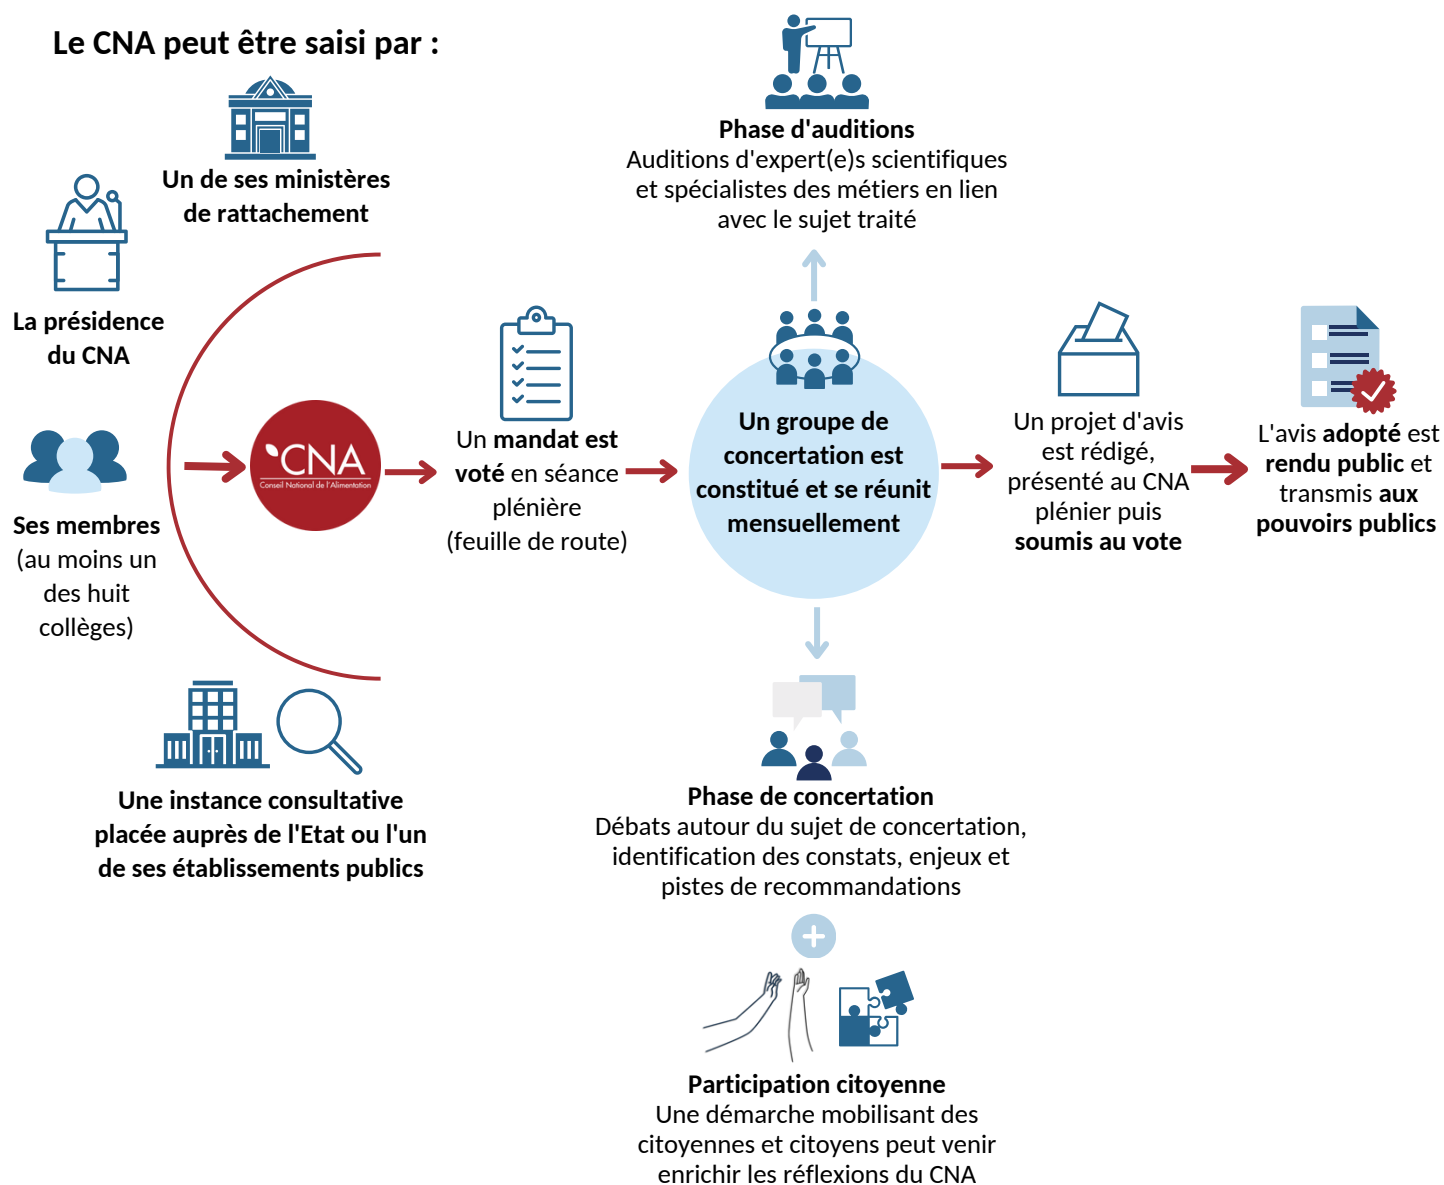 Le CNA peut être saisi par :
Un de ses ministères
de rattachement
La présidence
du CNA
Ses membres
(au moins un
des huit
collèges)
Une instance consultative
placée auprès de l'Etat ou l'un
de ses établissements publics
CNA
Conseil National de l'Alimentation
Un mandat est
voté en séance
plénière
(feuille de route)
Phase d'auditions
Auditions d'expert(e)s scientifiques
et spécialistes des métiers en lien
avec le sujet traité
Un groupe de
concertation est
constitué et se réunit
mensuellement
Phase de concertation
Débats autour du sujet de concertation,
identification des constats, enjeux et
pistes de recommandations
Participation citoyenne
Une démarche mobilisant des
citoyennes et citoyens peut venir
enrichir les réflexions du CNA
Un projet d'avis
est rédigé,
présenté au CNA
plénier puis
soumis au vote
L'avis adopté est
rendu public et
transmis aux
pouvoirs publics